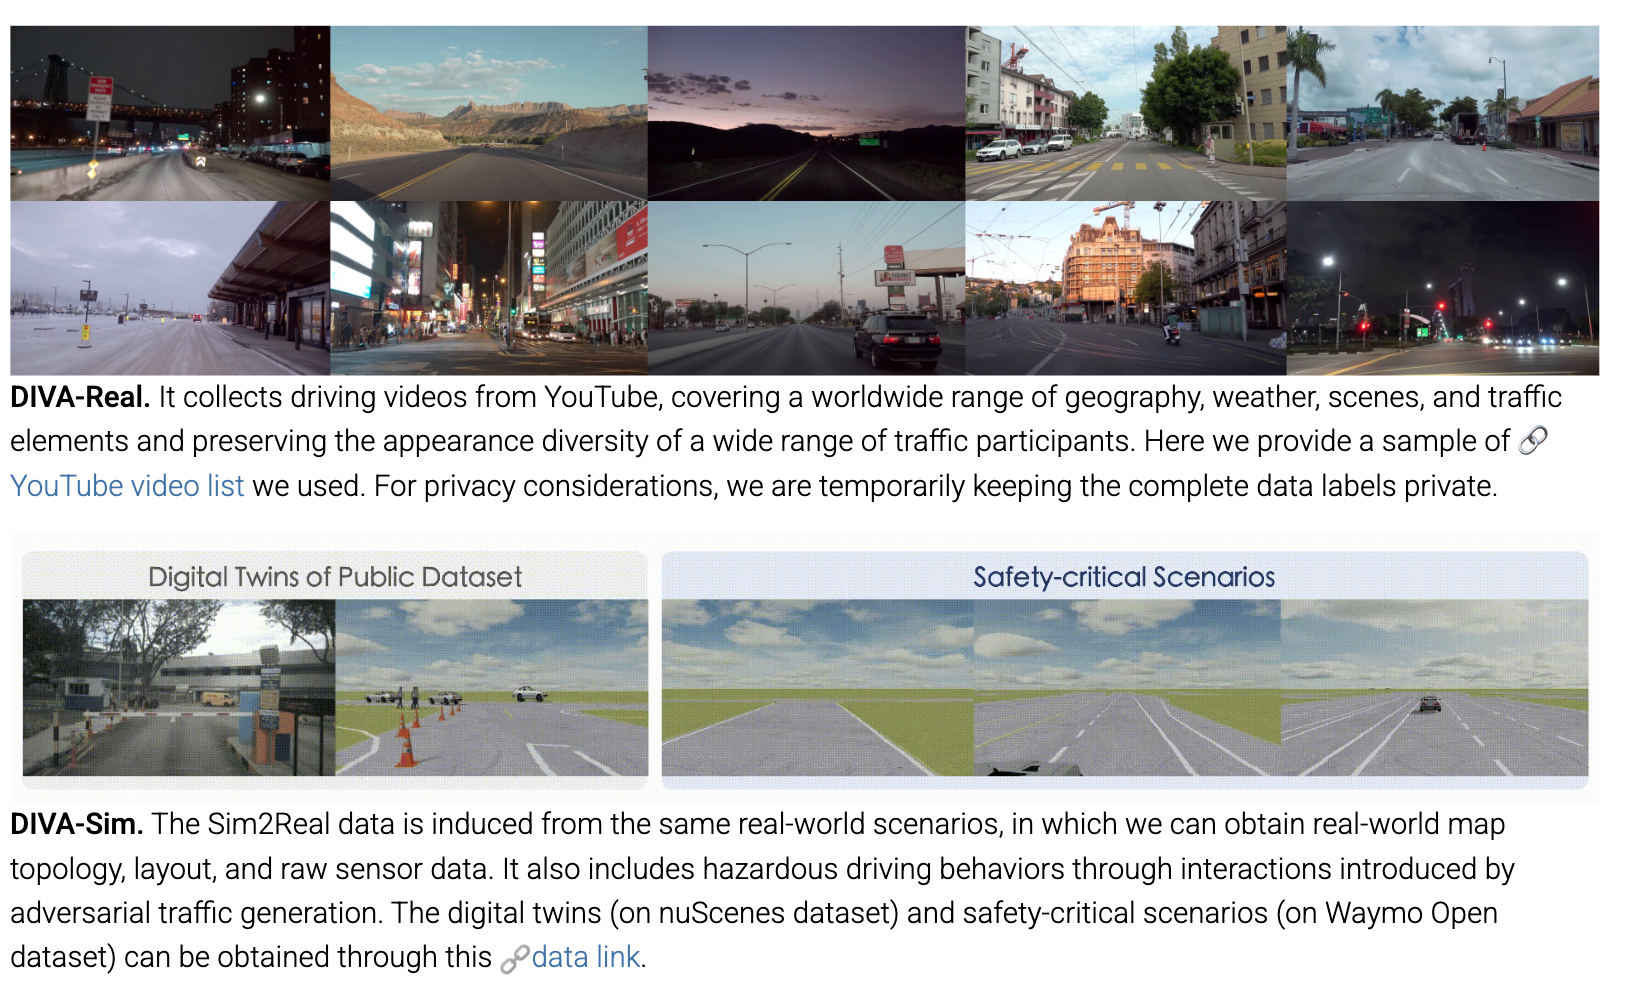 DIVA-Real. It collects driving videos from YouTube, covering a worldwide range of geography, weather, scenes, and traffic
elements and preserving the appearance diversity of a wide range of traffic participants. Here we provide a sample of 🔗
YouTube video list we used. For privacy considerations, we are temporarily keeping the complete data labels private.
Digital Twins of Public Dataset
Safety-critical Scenarios
DIVA-Sim. The Sim2Real data is induced from the same real-world scenarios, in which we can obtain real-world map
topology, layout, and raw sensor data. It also includes hazardous driving behaviors through interactions introduced by
adversarial traffic generation. The digital twins (on nuScenes dataset) and safety-critical scenarios (on Waymo Open
dataset) can be obtained through this 🔗data link.